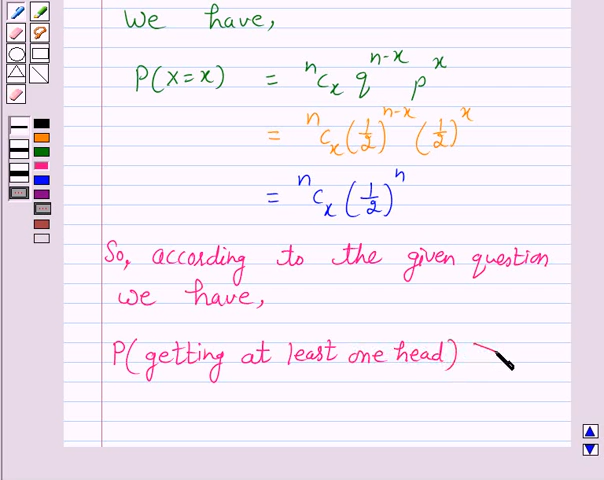 We have,
P(X=x) = ⁿCₓ qⁿ⁻ˣ pˣ
= ⁿCₓ (1/2)ⁿ⁻ˣ (1/2)ˣ
= ⁿCₓ (1/2)ⁿ
So, according to the given question
we have,
P(getting at least one head)